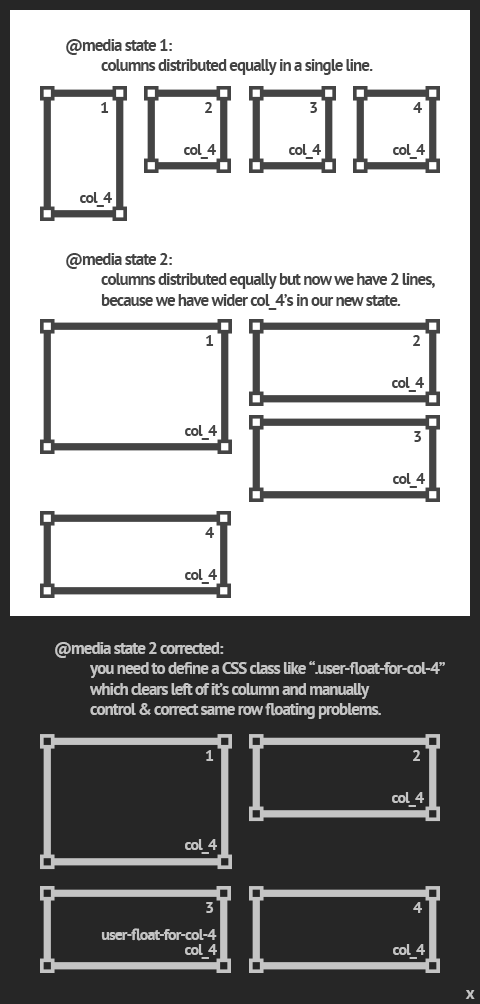 @media state 1:
columns distributed equally in a single line.
1
2
3
4
col_4
col_4
col_4
col_4
@media state 2:
columns distributed equally but now we have 2 lines,
because we have wider col_4's in our new state.
1
2
col_4
col_4
3
col_4
4
col_4
@media state 2 corrected:
you need to define a CSS class like “.user-float-for-col-4”
which clears left of it's column and manually
control & correct same row floating problems.
1
2
col_4
col_4
3
4
user-float-for-col-4
col_4
col_4
x